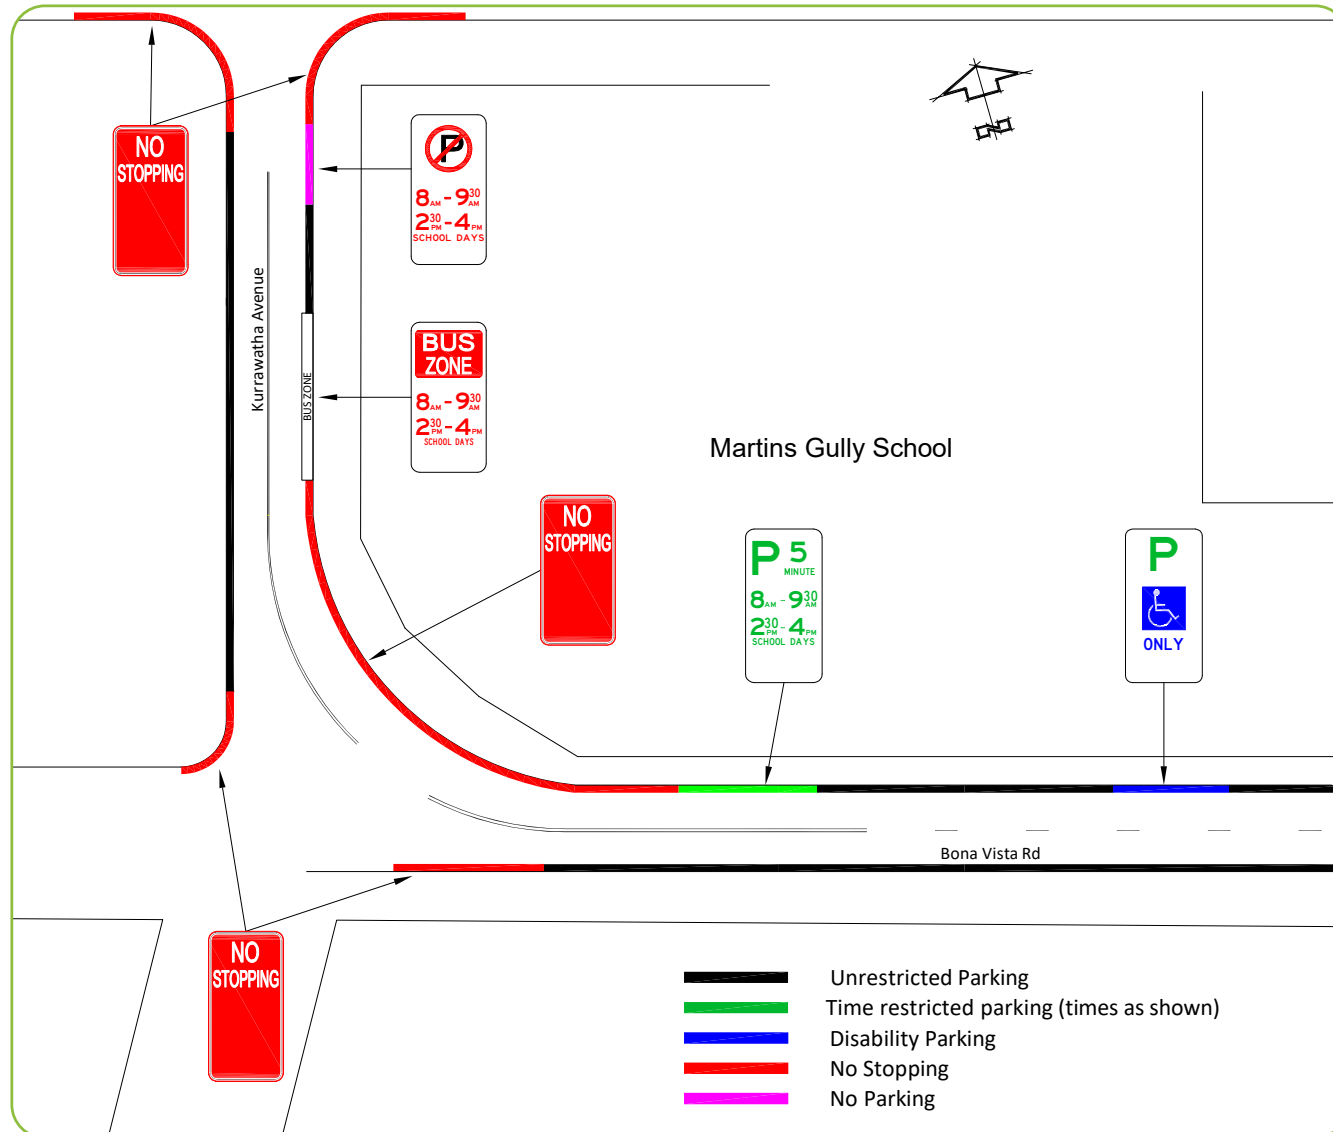 NO
STOPPING
P
8AM - 930AM
230PM - 4PM
SCHOOL DAYS
Kurrawatha Avenue
BUS
ZONE
8AM - 930AM
230PM - 4PM
SCHOOL DAYS
BUS ZONE
Martins Gully School
NO
STOPPING
P 5
MINUTE
8AM - 930AM
230PM - 4PM
SCHOOL DAYS
P
ONLY
Bona Vista Rd
NO
STOPPING
Unrestricted Parking
Time restricted parking (times as shown)
Disability Parking
No Stopping
No Parking